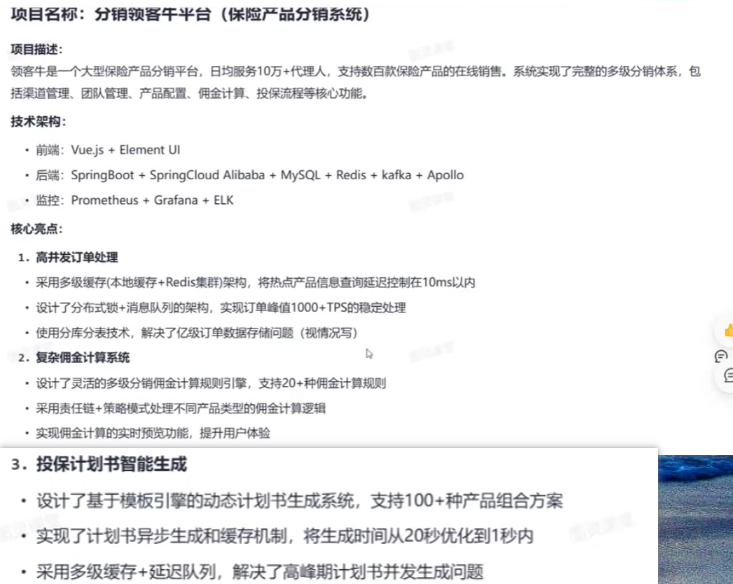 项目名称：分销领客牛平台（保险产品分销系统）
项目描述：
领客牛是一个大型保险产品分销平台，日均服务10万+代理人，支持数百款保险产品的在线销售。系统实现了完整的多级分销体系，包
括渠道管理、团队管理、产品配置、佣金计算、投保流程等核心功能。
技术架构：
• 前端：Vue.js + Element UI
• 后端：SpringBoot + SpringCloud Alibaba + MySQL + Redis + kafka + Apollo
• 监控：Prometheus + Grafana + ELK
核心亮点：
1. 高并发订单处理
• 采用多级缓存(本地缓存+Redis集群)架构，将热点产品信息查询延迟控制在10ms以内
• 设计了分布式锁+消息队列的架构，实现订单峰值1000+TPS的稳定处理
• 使用分库分表技术，解决了亿级订单数据存储问题（视情况写）
2. 复杂佣金计算系统
• 设计了灵活的多级分销佣金计算规则引擎，支持20+种佣金计算规则
• 采用责任链+策略模式处理不同产品类型的佣金计算逻辑
• 实现佣金计算的实时预览功能，提升用户体验
3. 投保计划书智能生成
• 设计了基于模板引擎的动态计划书生成系统，支持100+种产品组合方案
• 实现了计划书异步生成和缓存机制，将生成时间从20秒优化到1秒内
• 采用多级缓存+延迟队列，解决了高峰期计划书并发生成问题